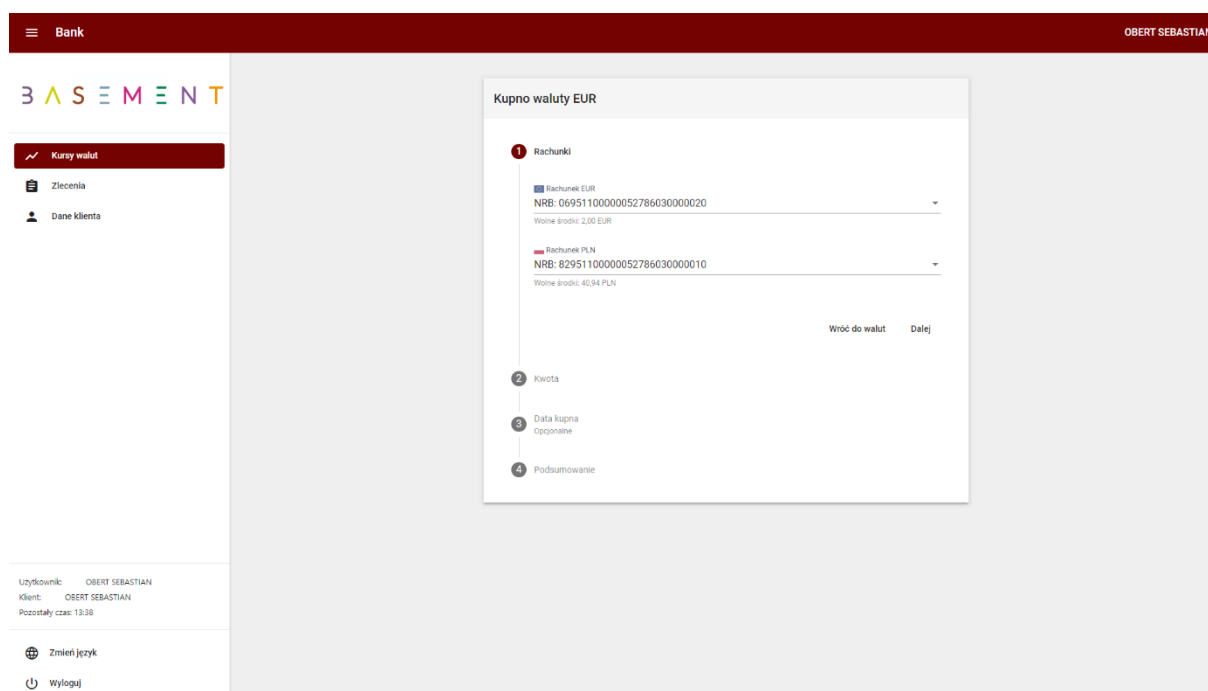 Bank
OBERT SEBASTIAN
BASEMENT
Kursy walut
Zlecenia
Dane klienta
Kupno waluty EUR
1 Rachunki
Rachunek EUR
NRB: 06951100000052786030000020
Wolne środki: 2,00 EUR
Rachunek PLN
NRB: 82951100000052786030000010
Wolne środki: 40,94 PLN
Wróć do walut Dalej
2 Kwota
3 Data kupna
Opcjonalne
4 Podsumowanie
Użytkownik: OBERT SEBASTIAN
Klient: OBERT SEBASTIAN
Pozostały czas: 13:38
Zmień język
Wyloguj